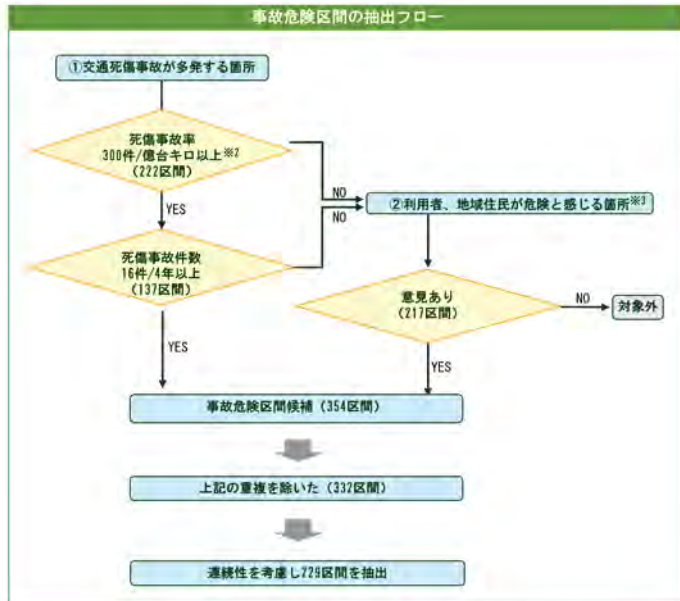 事故危険区間の抽出フロー
①交通死傷事故が多発する箇所
死傷事故率
300件/億台キロ以上※2
(222区間)
NO
YES
NO
②利用者、地域住民が危険と感じる箇所※3
死傷事故件数
16件/4年以上
(137区間)
意見あり
(217区間)
NO
対象外
YES
YES
事故危険区間候補（354区間）
上記の重複を除いた（332区間）
連続性を考慮し229区間を抽出